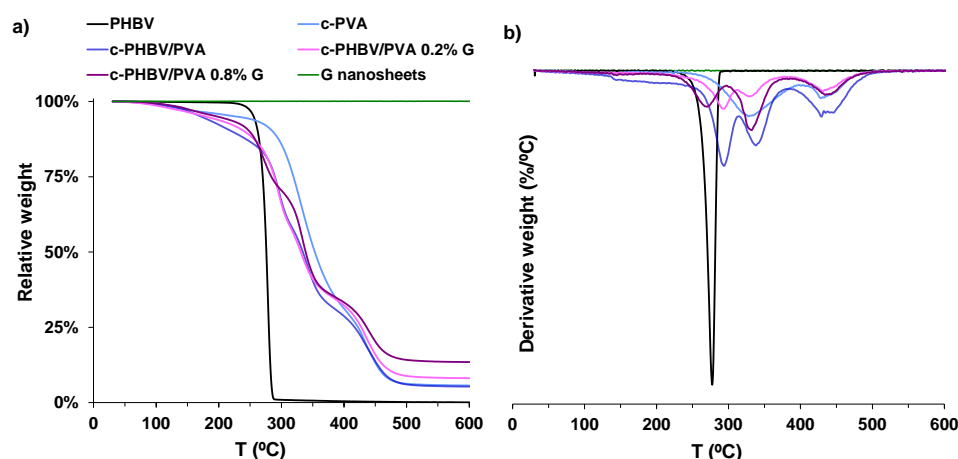 a)
PHBV
c-PVA
c-PHBV/PVA
c-PHBV/PVA 0.2% G
c-PHBV/PVA 0.8% G
G nanosheets
100%
75%
50%
25%
0%
Relative weight
0
100
200
300
400
500
600
T (ºC)
b)
Derivative weight (%/ºC)
0
100
200
300
400
500
600
T (ºC)